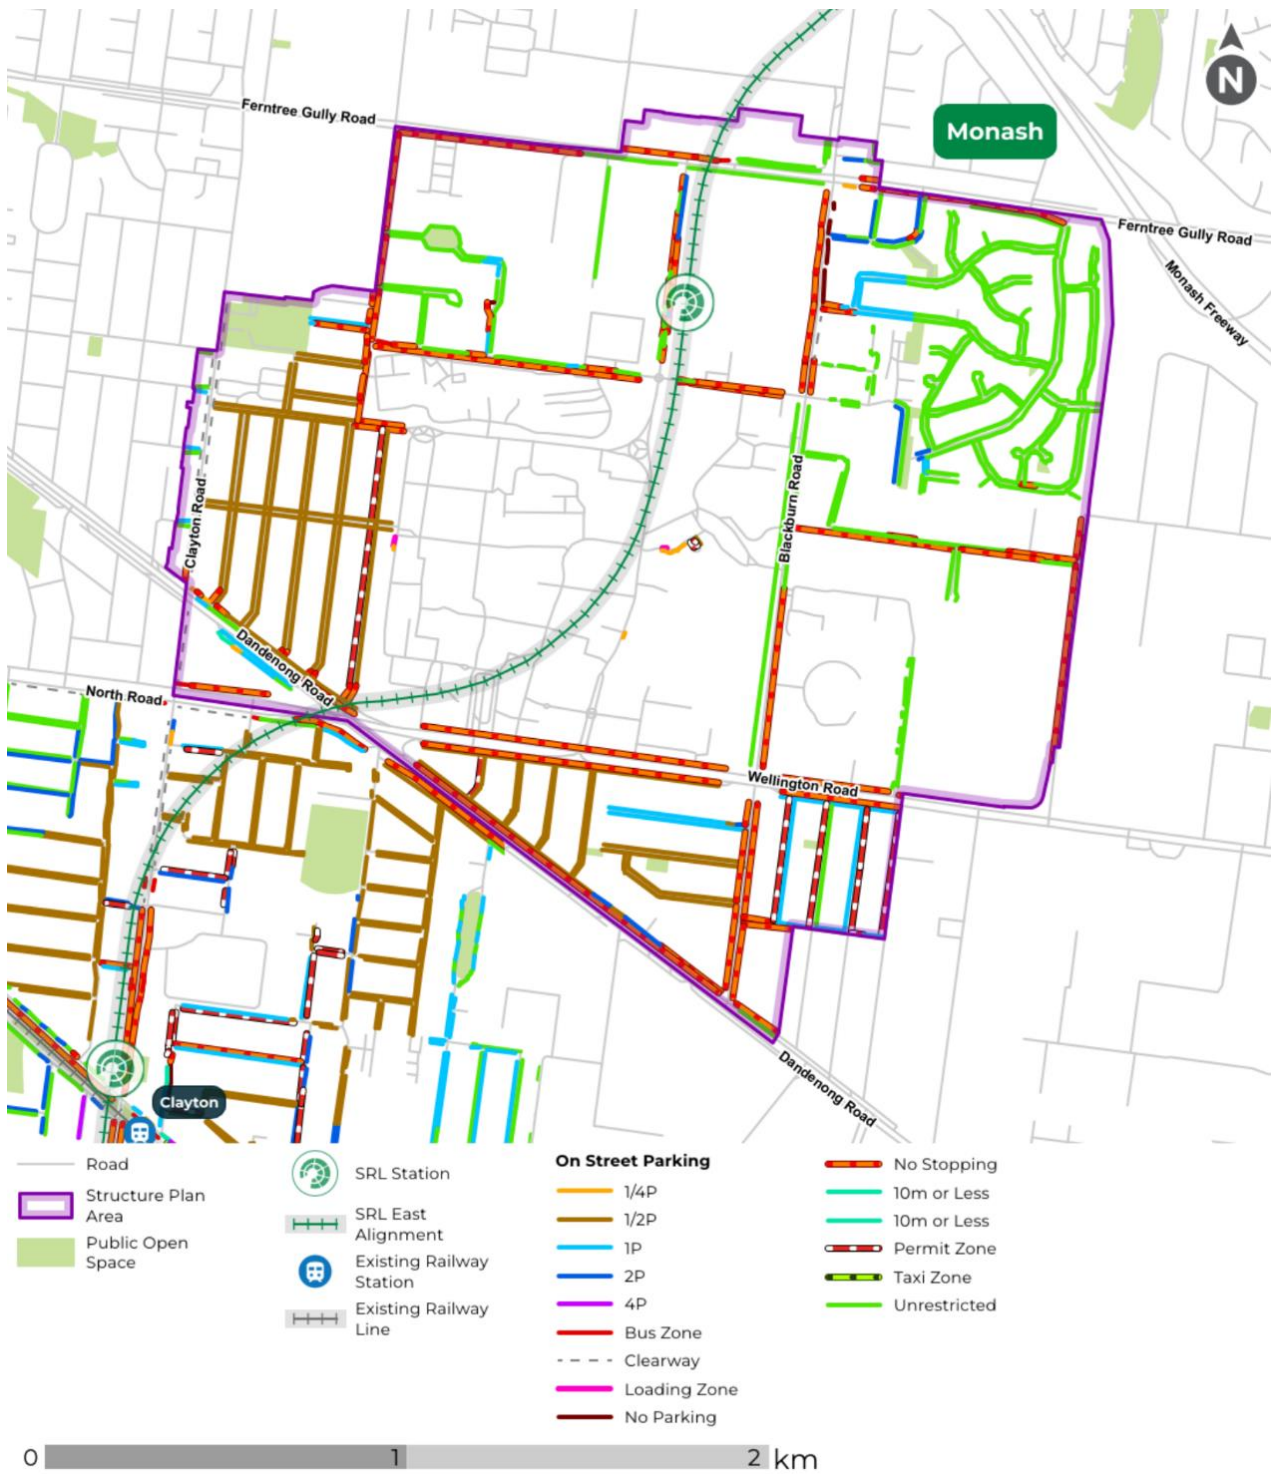 N
Monash
Ferntree Gully Road
Ferntree Gully Road
Monash Freeway
Clayton Road
Blackburn Road
Dandenong Road
North Road
Wellington Road
Dandenong Road
Clayton
Road
Structure Plan
Area
Public Open
Space
SRL Station
SRL East
Alignment
Existing Railway
Station
Existing Railway
Line
On Street Parking
1/4P
1/2P
1P
2P
4P
Bus Zone
Clearway
Loading Zone
No Parking
No Stopping
10m or Less
10m or Less
Permit Zone
Taxi Zone
Unrestricted
0 1 2 km